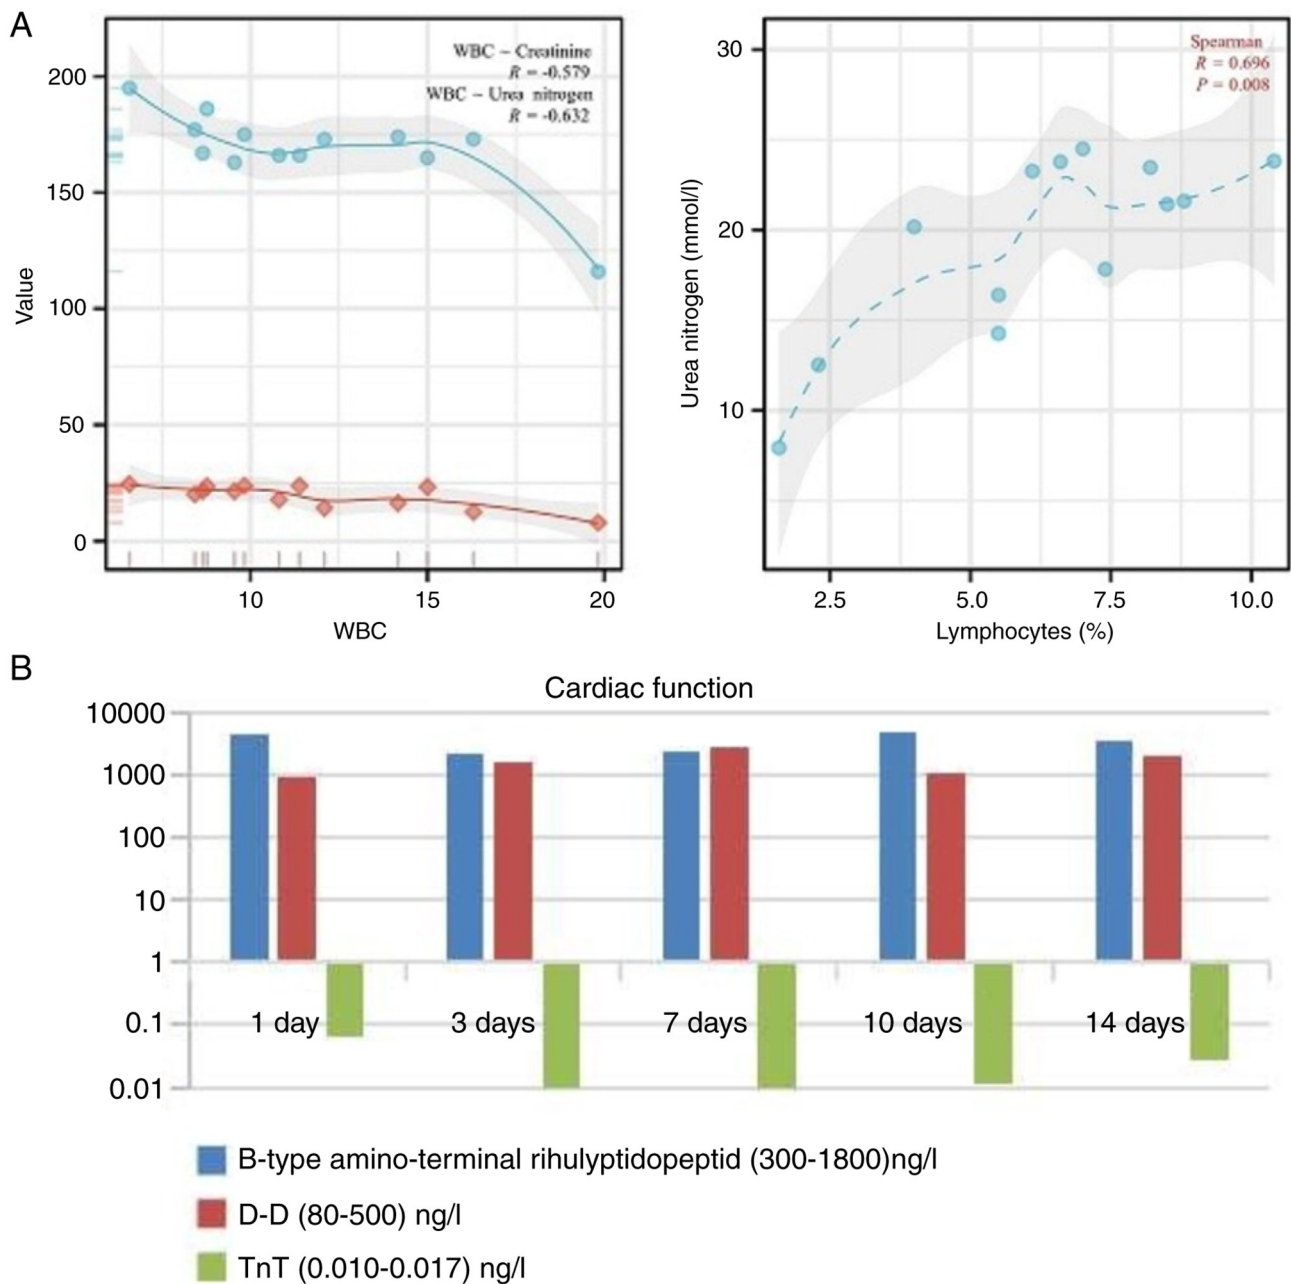 A
WBC – Creatinine
R = -0.579
WBC – Urea nitrogen
R = -0.632
200
150
100
50
0
Value
10
15
20
WBC
Spearman
R = 0.696
P = 0.008
30
20
10
Urea nitrogen (mmol/l)
2.5
5.0
7.5
10.0
Lymphocytes (%)
B
Cardiac function
10000
1000
100
10
1
0.1
0.01
1 day
3 days
7 days
10 days
14 days
B-type amino-terminal rihulyptidopeptid (300-1800)ng/l
D-D (80-500) ng/l
TnT (0.010-0.017) ng/l